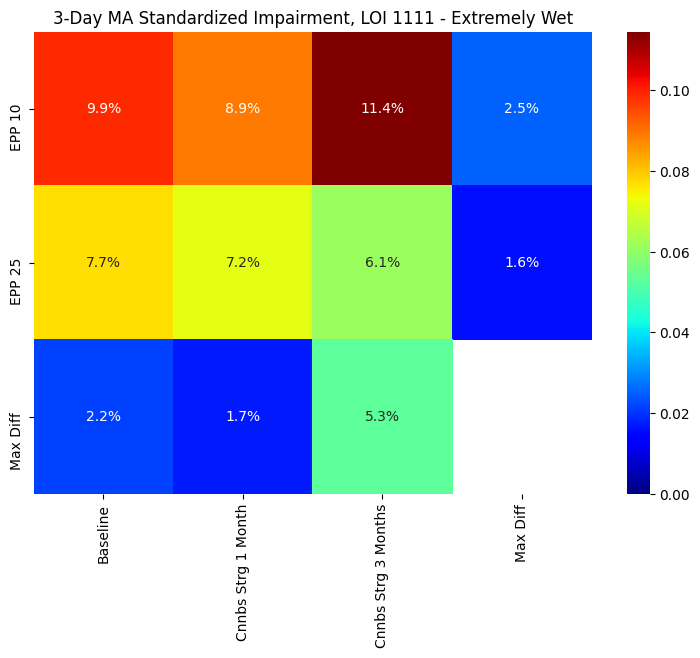 3-Day MA Standardized Impairment, LOI 1111 - Extremely Wet
EPP 10
9.9%
8.9%
11.4%
2.5%
EPP 25
7.7%
7.2%
6.1%
1.6%
Max Diff
2.2%
1.7%
5.3%
Baseline
Cnnbs Strg 1 Month
Cnnbs Strg 3 Months
Max Diff
0.10
0.08
0.06
0.04
0.02
0.00